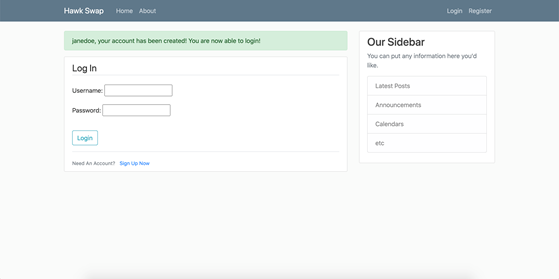 Hawk Swap Home About Login Register
janedoe, your account has been created! You are now able to login!
Log In
Username:
Password:
Login
Need An Account? Sign Up Now
Our Sidebar
You can put any information here you'd
like.
Latest Posts
Announcements
Calendars
etc